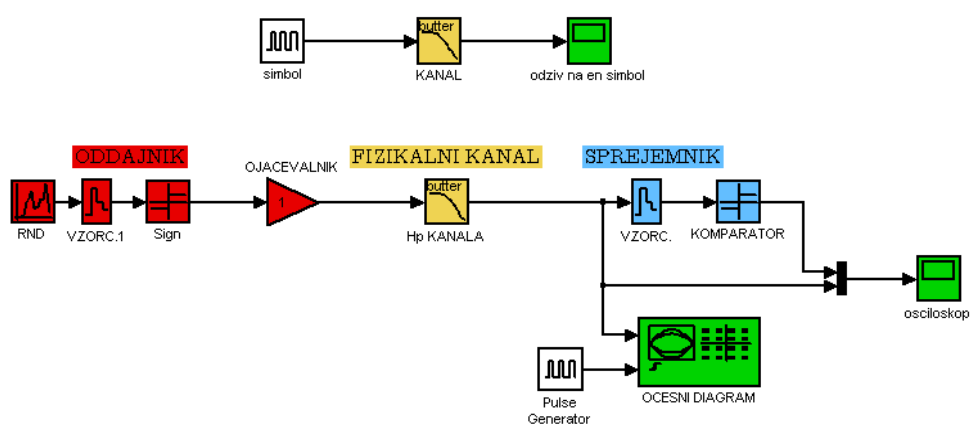 butter
simbol
KANAL
odziv na en simbol
ODDAJNIK
OJACEVALNIK
FIZIKALNI KANAL
SPREJEMNIK
1
butter
RND
VZORC.1
Sign
Hp KANALA
VZORC.
KOMPARATOR
osciloskop
Pulse
Generator
OCESNI DIAGRAM